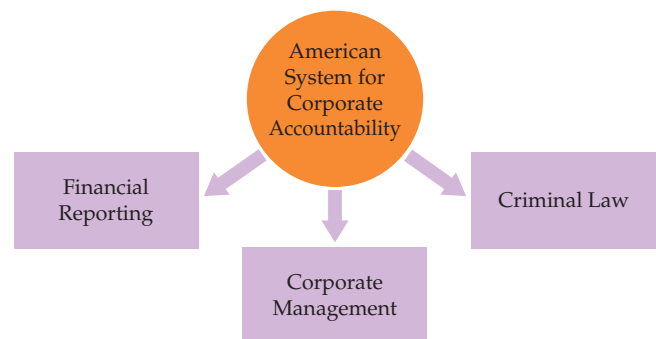 American
System for
Corporate
Accountability
Financial
Reporting
Criminal Law
Corporate
Management